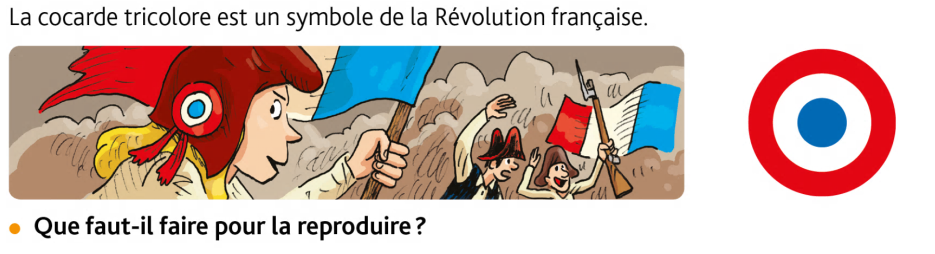 La cocarde tricolore est un symbole de la Révolution française.
• Que faut-il faire pour la reproduire ?